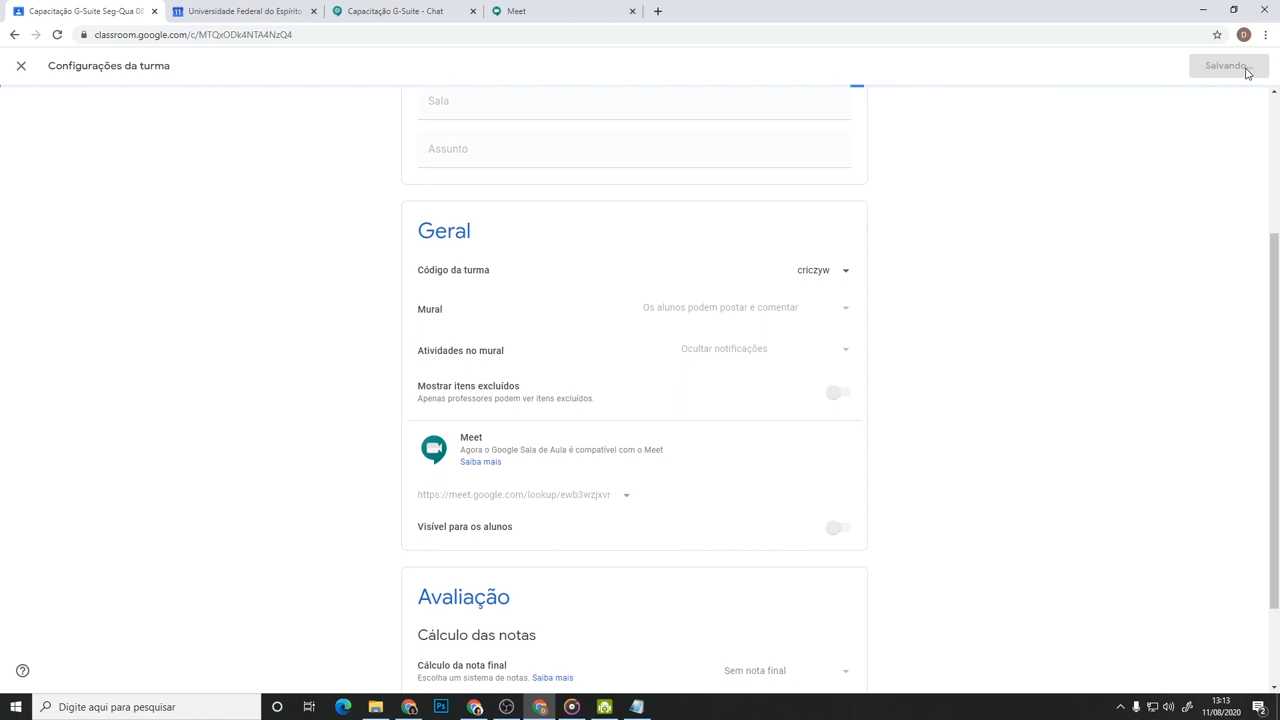 Capacitação G-Suite Seg-Qua 08
Universidade Federal do Espírito
Capacitação G-Suite - Chat
Meet
classroom.google.com/c/MTQxODk4NTA4NzQ4
D
Configurações da turma
Salvando...
Sala
Assunto
Geral
Código da turma
criczyw
Mural
Os alunos podem postar e comentar
Atividades no mural
Ocultar notificações
Mostrar itens excluídos
Apenas professores podem ver itens excluídos.
Meet
Agora o Google Sala de Aula é compatível com o Meet
Saiba mais
https://meet.google.com/lookup/ewb3wzjxvr
Visível para os alunos
Avaliação
Cálculo das notas
Cálculo da nota final
Sem nota final
Escolha um sistema de notas. Saiba mais
Digite aqui para pesquisar
Ps
13:13
11/08/2020